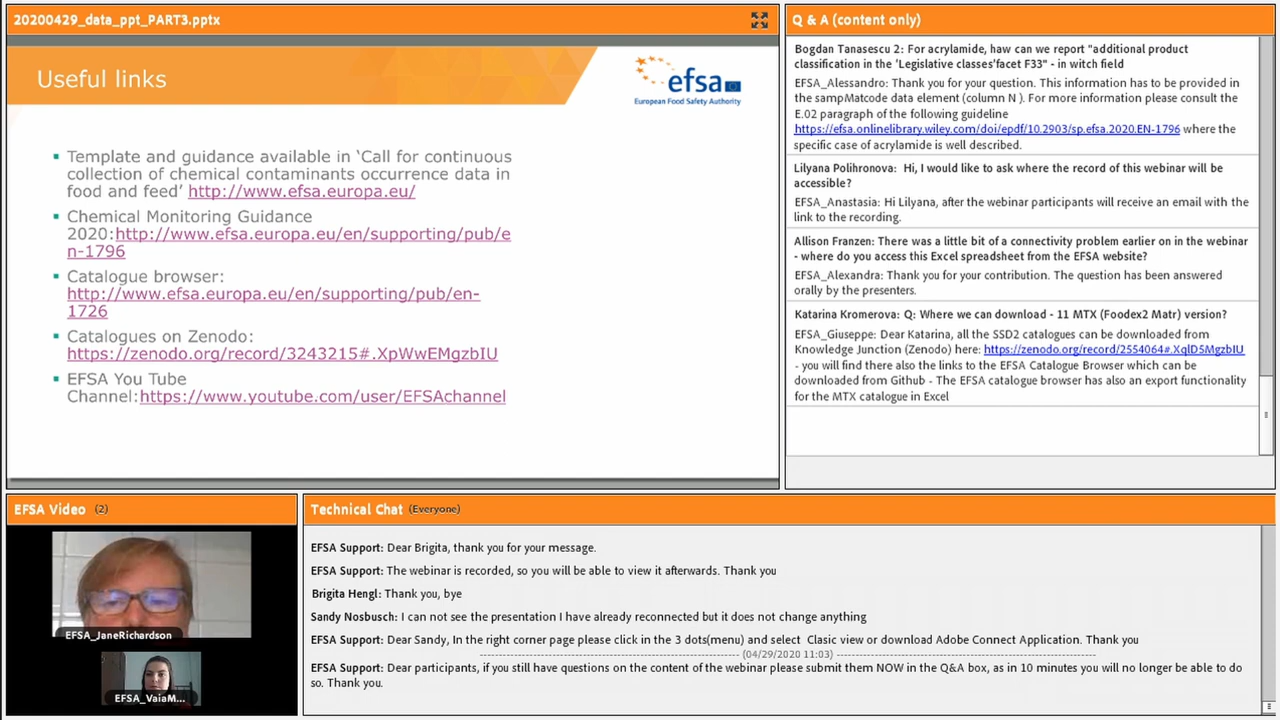 20200429_data_ppt_PART3.pptx
Useful links
efsa
European Food Safety Authority
▪ Template and guidance available in ‘Call for continuous
collection of chemical contaminants occurrence data in
food and feed’ http://www.efsa.europa.eu/
▪ Chemical Monitoring Guidance
2020:http://www.efsa.europa.eu/en/supporting/pub/e
n-1796
▪ Catalogue browser:
http://www.efsa.europa.eu/en/supporting/pub/en-
1726
▪ Catalogues on Zenodo:
https://zenodo.org/record/3243215#.XpWwEMgzbIU
▪ EFSA You Tube
Channel:https://www.youtube.com/user/EFSAchannel
Q & A (content only)
Bogdan Tanasescu 2: For acrylamide, haw can we report "additional product
classification in the 'Legislative classes'facet F33" - in witch field
EFSA_Alessandro: Thank you for your question. This information has to be provided in
the sampMatcode data element (column N ). For more information please consult the
E.02 paragraph of the following guideline
https://efsa.onlinelibrary.wiley.com/doi/epdf/10.2903/sp.efsa.2020.EN-1796 where the
specific case of acrylamide is well described.
Lilyana Polihronova: Hi, I would like to ask where the record of this webinar will be
accessible?
EFSA_Anastasia: Hi Lilyana, after the webinar participants will receive an email with the
link to the recording.
Allison Franzen: There was a little bit of a connectivity problem earlier on in the webinar
- where do you access this Excel spreadsheet from the EFSA website?
EFSA_Alexandra: Thank you for your contribution. The question has been answered
orally by the presenters.
Katarina Kromerova: Q: Where we can download - 11 MTX (Foodex2 Matr) version?
EFSA_Giuseppe: Dear Katarina, all the SSD2 catalogues can be downloaded from
Knowledge Junction (Zenodo) here: https://zenodo.org/record/2554064#.XqlD5MgzbIU
- you will find there also the links to the EFSA Catalogue Browser which can be
downloaded from Github - The EFSA catalogue browser has also an export functionality
for the MTX catalogue in Excel
EFSA Video (2)
EFSA_JaneRichardson
EFSA_VaiaM...
Technical Chat (Everyone)
EFSA Support: Dear Brigita, thank you for your message.
EFSA Support: The webinar is recorded, so you will be able to view it afterwards. Thank you
Brigita Hengl: Thank you, bye
Sandy Nosbusch: I can not see the presentation I have already reconnected but it does not change anything
EFSA Support: Dear Sandy, In the right corner page please click in the 3 dots(menu) and select Clasic view or download Adobe Connect Application. Thank you
(04/29/2020 11:03)
EFSA Support: Dear participants, if you still have questions on the content of the webinar please submit them NOW in the Q&A box, as in 10 minutes you will no longer be able to do
so. Thank you.